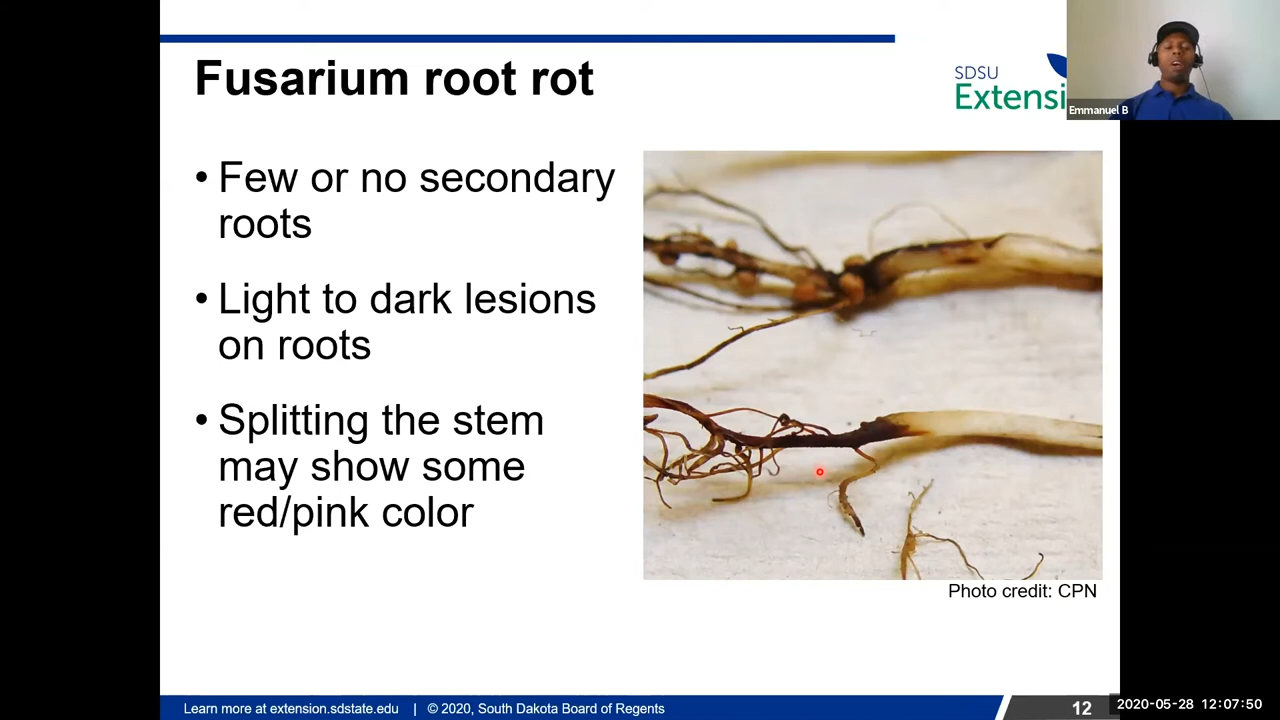 Fusarium root rot
SDSU
Extensi
Emmanuel B
• Few or no secondary
roots
• Light to dark lesions
on roots
• Splitting the stem
may show some
red/pink color
Photo credit: CPN
Learn more at extension.sdstate.edu | © 2020, South Dakota Board of Regents
12
2020-05-28 12:07:50